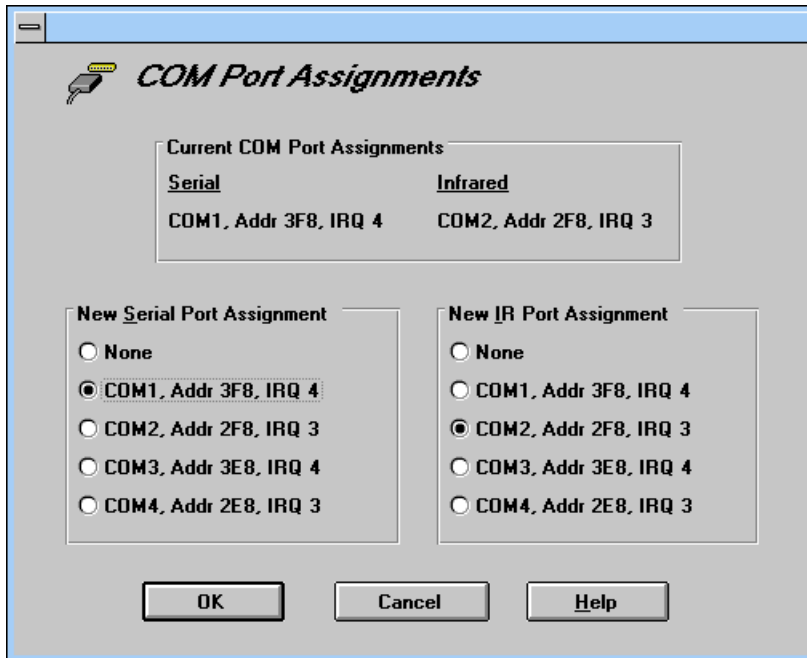 COM Port Assignments
Current COM Port Assignments
Serial Infrared
COM1, Addr 3F8, IRQ 4 COM2, Addr 2F8, IRQ 3
New Serial Port Assignment
None
COM1, Addr 3F8, IRQ 4
COM2, Addr 2F8, IRQ 3
COM3, Addr 3E8, IRQ 4
COM4, Addr 2E8, IRQ 3
New IR Port Assignment
None
COM1, Addr 3F8, IRQ 4
COM2, Addr 2F8, IRQ 3
COM3, Addr 3E8, IRQ 4
COM4, Addr 2E8, IRQ 3
OK Cancel Help